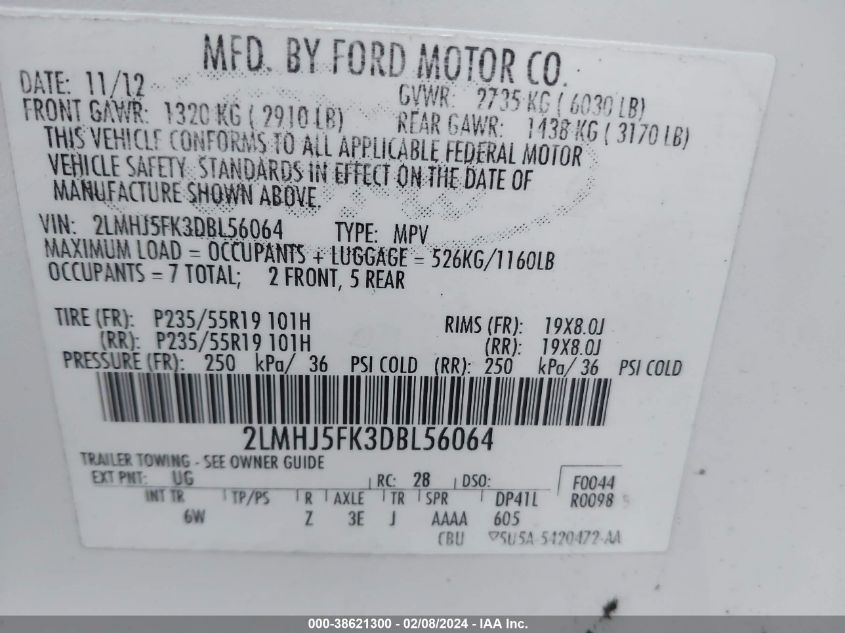 MFD. BY FORD MOTOR CO.
DATE: 11/12 GVWR: 2735 KG ( 6030 LB)
FRONT GAWR: 1320 KG ( 2910 LB) REAR GAWR: 1438 KG ( 3170 LB)
THIS VEHICLE CONFORMS TO ALL APPLICABLE FEDERAL MOTOR
VEHICLE SAFETY STANDARDS IN EFFECT ON THE DATE OF
MANUFACTURE SHOWN ABOVE.
VIN: 2LMHJ5FK3DBL56064 TYPE: MPV
MAXIMUM LOAD = OCCUPANTS + LUGGAGE = 526KG/1160LB
OCCUPANTS = 7 TOTAL; 2 FRONT, 5 REAR
TIRE (FR): P235/55R19 101H RIMS (FR): 19X8.0J
(RR): P235/55R19 101H (RR): 19X8.0J
PRESSURE (FR): 250 kPa/ 36 PSI COLD (RR): 250 kPa/ 36 PSI COLD
2LMHJ5FK3DBL56064
TRAILER TOWING - SEE OWNER GUIDE
EXT PNT: UG RC: 28 DSO: F0044
INT TR TP/PS R AXLE TR SPR DP41L R0098
6W Z 3E J AAAA 605
CBU 5U5A-5420472-AA
000-38621300 - 02/08/2024 - IAA Inc.